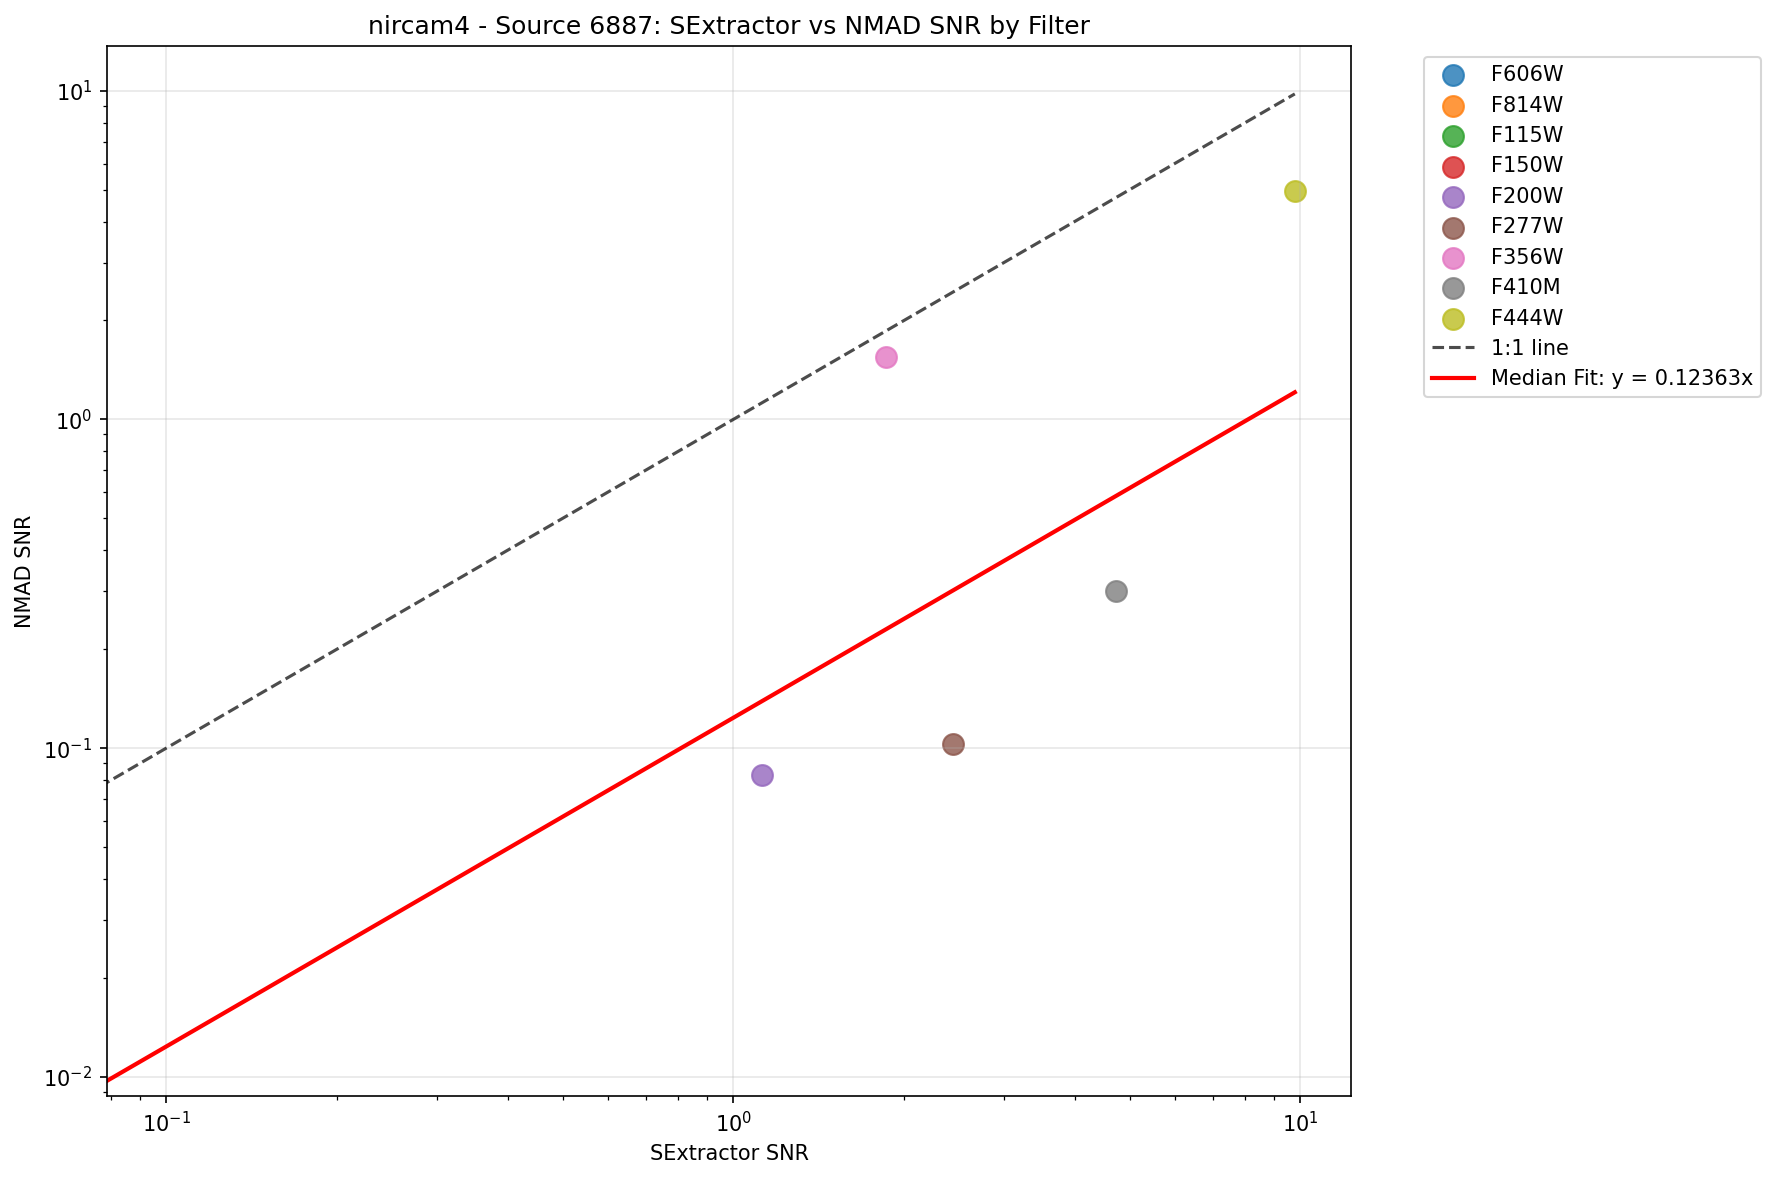 nircam4 - Source 6887: SExtractor vs NMAD SNR by Filter
10¹
10⁰
10⁻¹
10⁻²
NMAD SNR
10⁻¹
10⁰
10¹
SExtractor SNR
F606W
F814W
F115W
F150W
F200W
F277W
F356W
F410M
F444W
1:1 line
Median Fit: y = 0.12363x